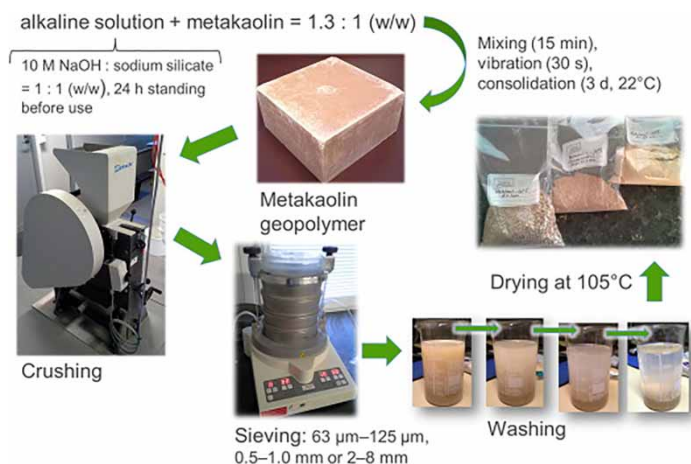 alkaline solution + metakaolin = 1.3 : 1 (w/w)
10 M NaOH : sodium silicate
= 1 : 1 (w/w), 24 h standing
before use
Mixing (15 min),
vibration (30 s),
consolidation (3 d, 22°C)
Metakaolin
geopolymer
Crushing
Sieving: 63 μm–125 μm,
0.5–1.0 mm or 2–8 mm
Washing
Drying at 105°C